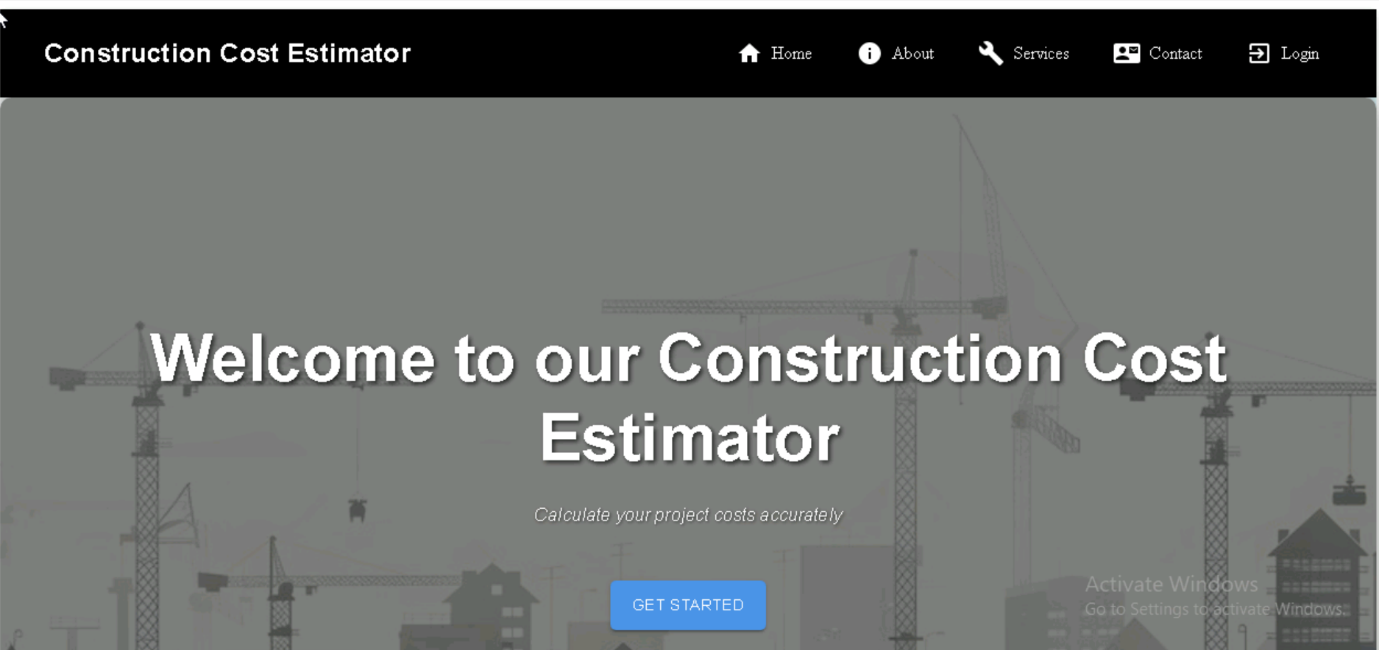 Construction Cost Estimator
Home
About
Services
Contact
Login
Welcome to our Construction Cost
Estimator
Calculate your project costs accurately
GET STARTED
Activate Windows
Go to Settings to activate Windows.